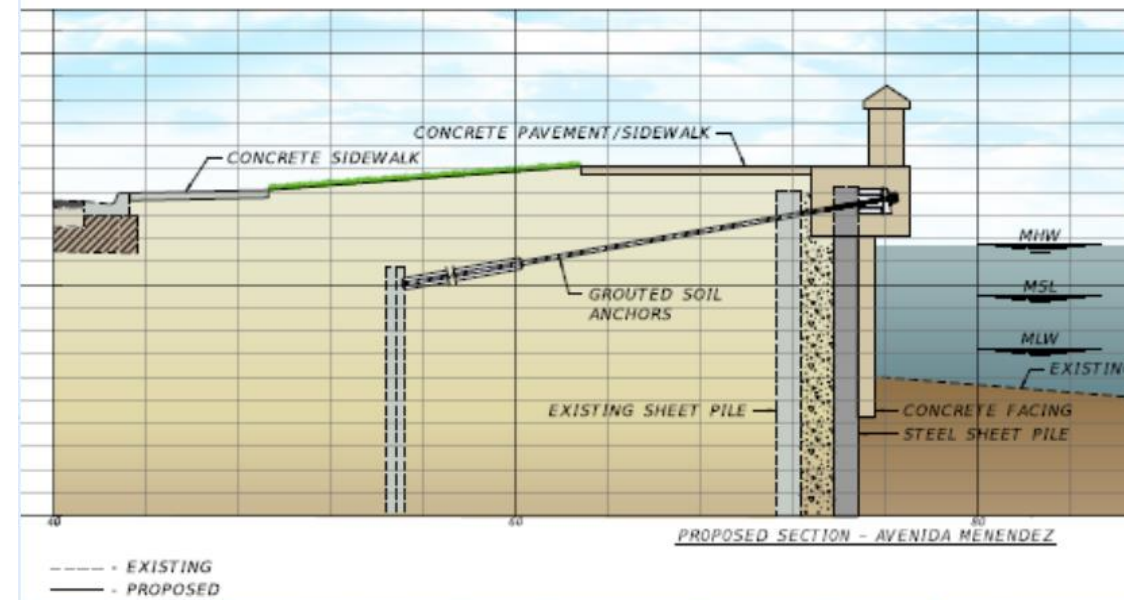 CONCRETE PAVEMENT/SIDEWALK
CONCRETE SIDEWALK
MHW
GROUTED SOIL
ANCHORS
MSL
MLW
EXISTING
EXISTING SHEET PILE
CONCRETE FACING
STEEL SHEET PILE
40
60
80
PROPOSED SECTION - AVENIDA MENENDEZ
- EXISTING
- PROPOSED